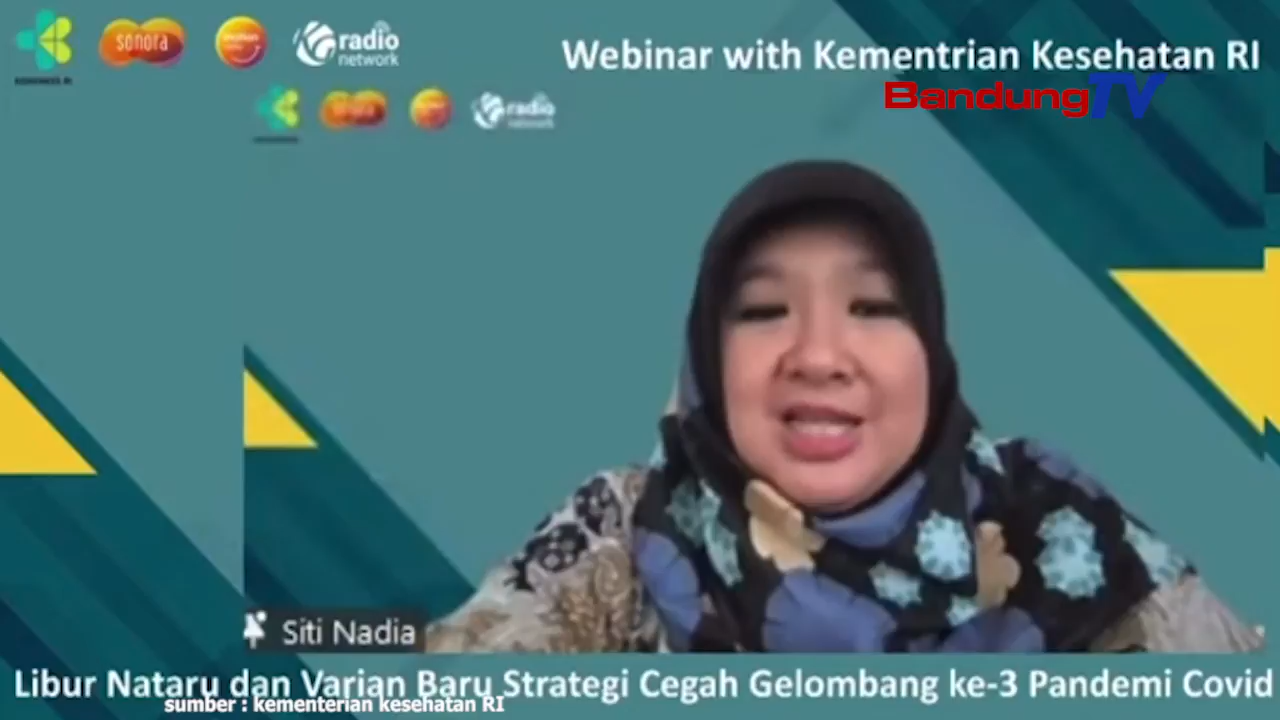 sonora
radio
network
Webinar with Kementrian Kesehatan RI
BandungTV
radio
network
Siti Nadia
Libur Nataru dan Varian Baru Strategi Cegah Gelombang ke-3 Pandemi Covid
sumber : kementerian kesehatan RI